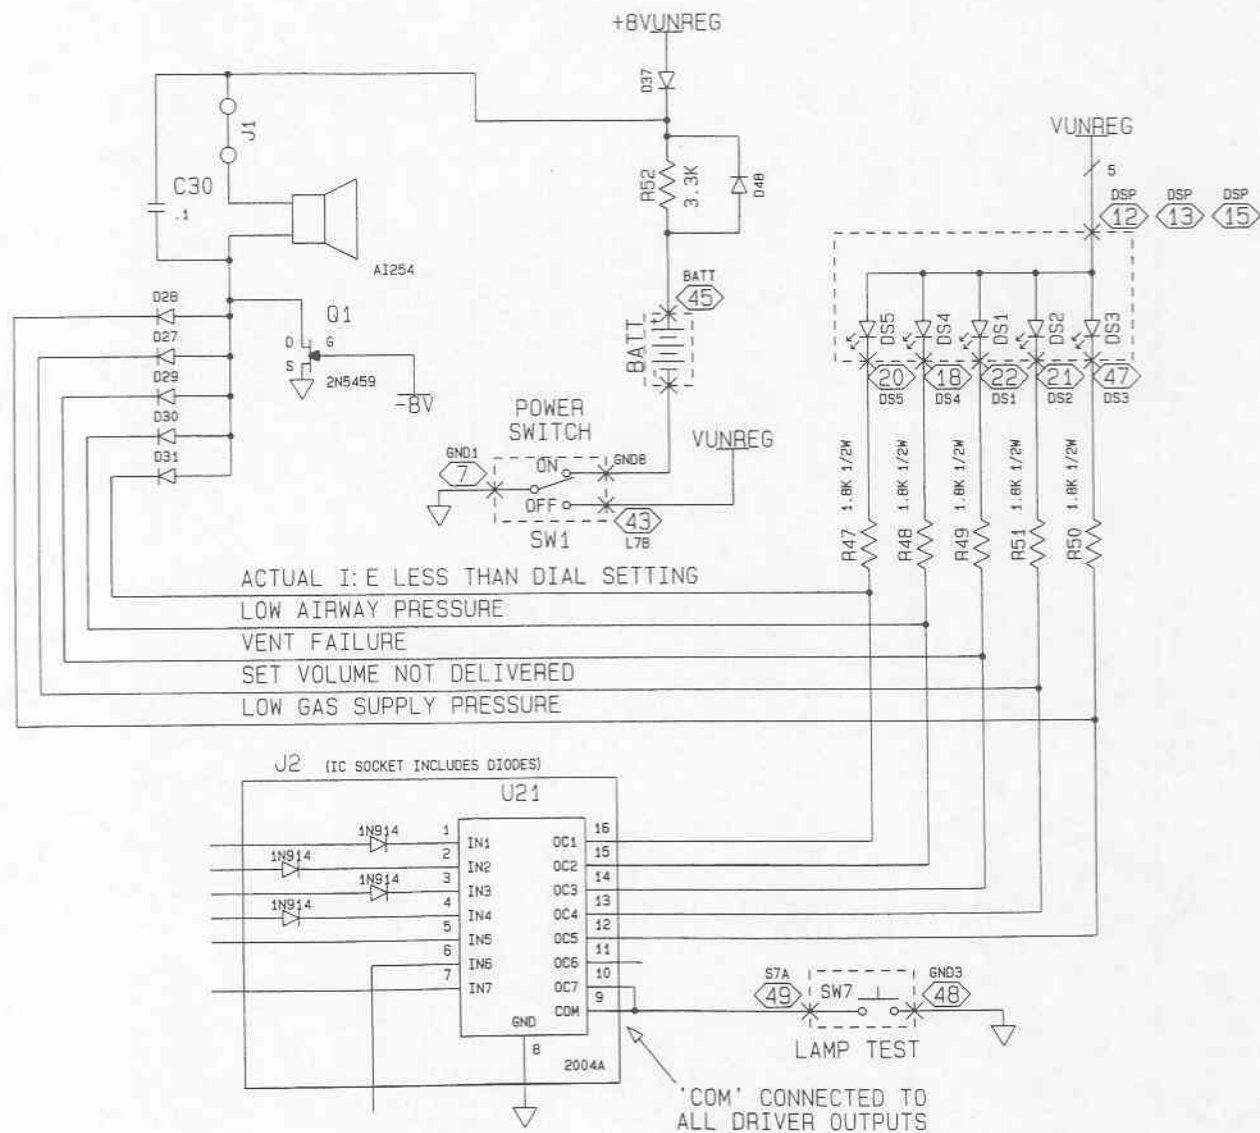 +8VUNREG
D37
J1
C30
.1
R52
3.3K
D48
VUNREG
5
DSP
DSP
DSP
12
13
15
AI254
BATT
45
BATT
+
D28
D27
D29
D30
D31
Q1
D
G
S
2N5459
-8V
DS5
DS4
DS1
DS2
DS3
20
18
22
21
47
DS5
DS4
DS1
DS2
DS3
POWER
SWITCH
VUNREG
GND1
7
ON
GNDB
OFF
43
L7B
SW1
R47
1.8K 1/2W
R48
1.8K 1/2W
R49
1.8K 1/2W
R51
1.8K 1/2W
R50
1.8K 1/2W
ACTUAL I:E LESS THAN DIAL SETTING
LOW AIRWAY PRESSURE
VENT FAILURE
SET VOLUME NOT DELIVERED
LOW GAS SUPPLY PRESSURE
J2 (IC SOCKET INCLUDES DIODES)
U21
1N914
1 IN1 OC1 16
1N914
2 IN2 OC2 15
1N914
3 IN3 OC3 14
1N914
4 IN4 OC4 13
5 IN5 OC5 12
6 IN6 OC6 11
7 IN7 OC7 10
COM 9
GND
8
2004A
S7A
49
SW7
GND3
48
LAMP TEST
'COM' CONNECTED TO
ALL DRIVER OUTPUTS